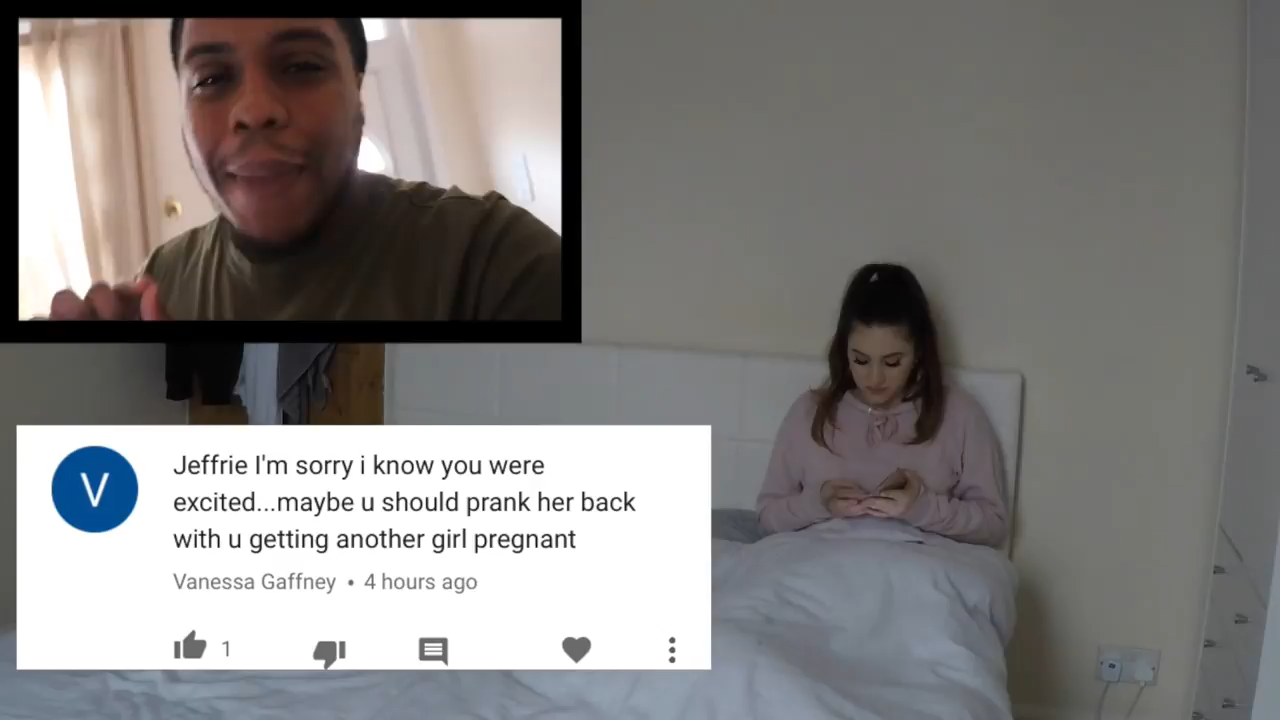 V
Jeffrie I'm sorry i know you were
excited...maybe u should prank her back
with u getting another girl pregnant
Vanessa Gaffney • 4 hours ago
1